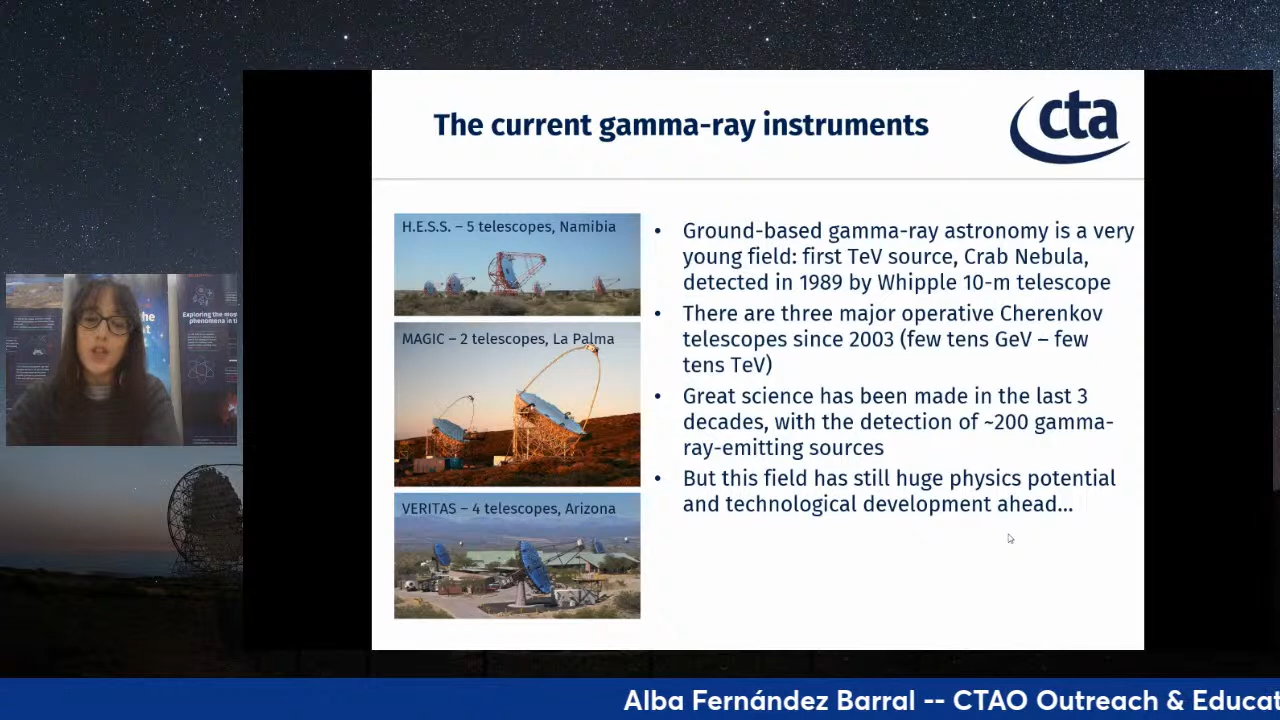 The current gamma-ray instruments
cta
H.E.S.S. – 5 telescopes, Namibia
MAGIC – 2 telescopes, La Palma
VERITAS – 4 telescopes, Arizona
• Ground-based gamma-ray astronomy is a very
young field: first TeV source, Crab Nebula,
detected in 1989 by Whipple 10-m telescope
• There are three major operative Cherenkov
telescopes since 2003 (few tens GeV – few
tens TeV)
• Great science has been made in the last 3
decades, with the detection of ~200 gamma-
ray-emitting sources
• But this field has still huge physics potential
and technological development ahead...
Exploring the
phenomena in
Alba Fernández Barral -- CTAO Outreach & Educat